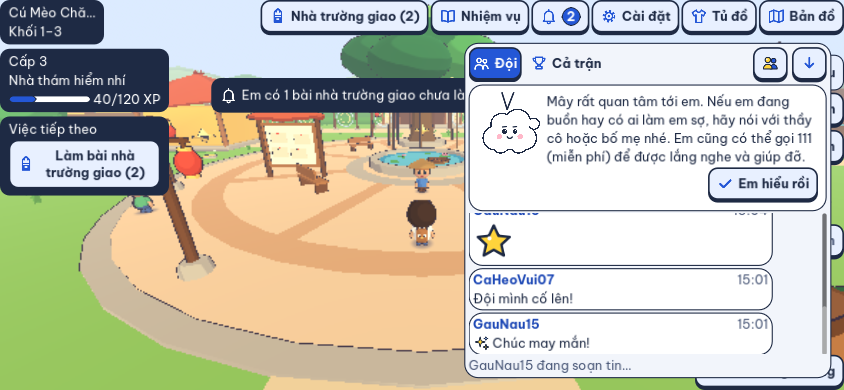 Cú Mèo Chă...
Khối 1-3
Cấp 3
Nhà thám hiểm nhí
40/120 XP
Việc tiếp theo
Làm bài nhà
trường giao (2)
Nhà trường giao (2)
Nhiệm vụ
2
Cài đặt
Tủ đồ
Bản đồ
Em có 1 bài nhà trường giao chưa là
Đội
Cả trận
Mây rất quan tâm tới em. Nếu em đang
buồn hay có ai làm em sợ, hãy nói với thầy
cô hoặc bố mẹ nhé. Em cũng có thể gọi 111
(miễn phí) để được lắng nghe và giúp đỡ.
Em hiểu rồi
CaHeoVui07 15:01
Đội mình cố lên!
GauNau15 15:01
Chúc may mắn!
GauNau15 đang soạn tin...